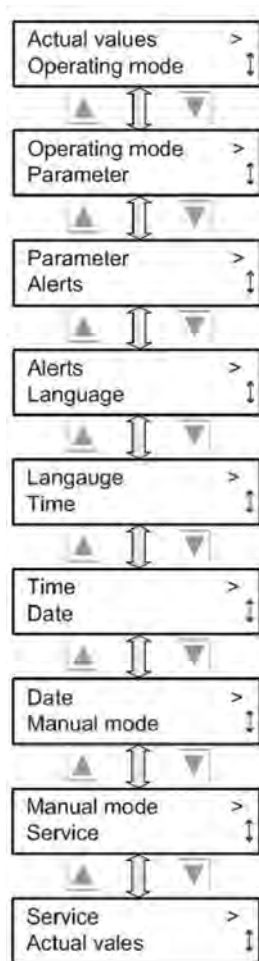 Actual values >
Operating mode
Operating mode >
Parameter
Parameter >
Alerts
Alerts >
Language
Langauge >
Time
Time >
Date
Date >
Manual mode
Manual mode >
Service
Service >
Actual vales